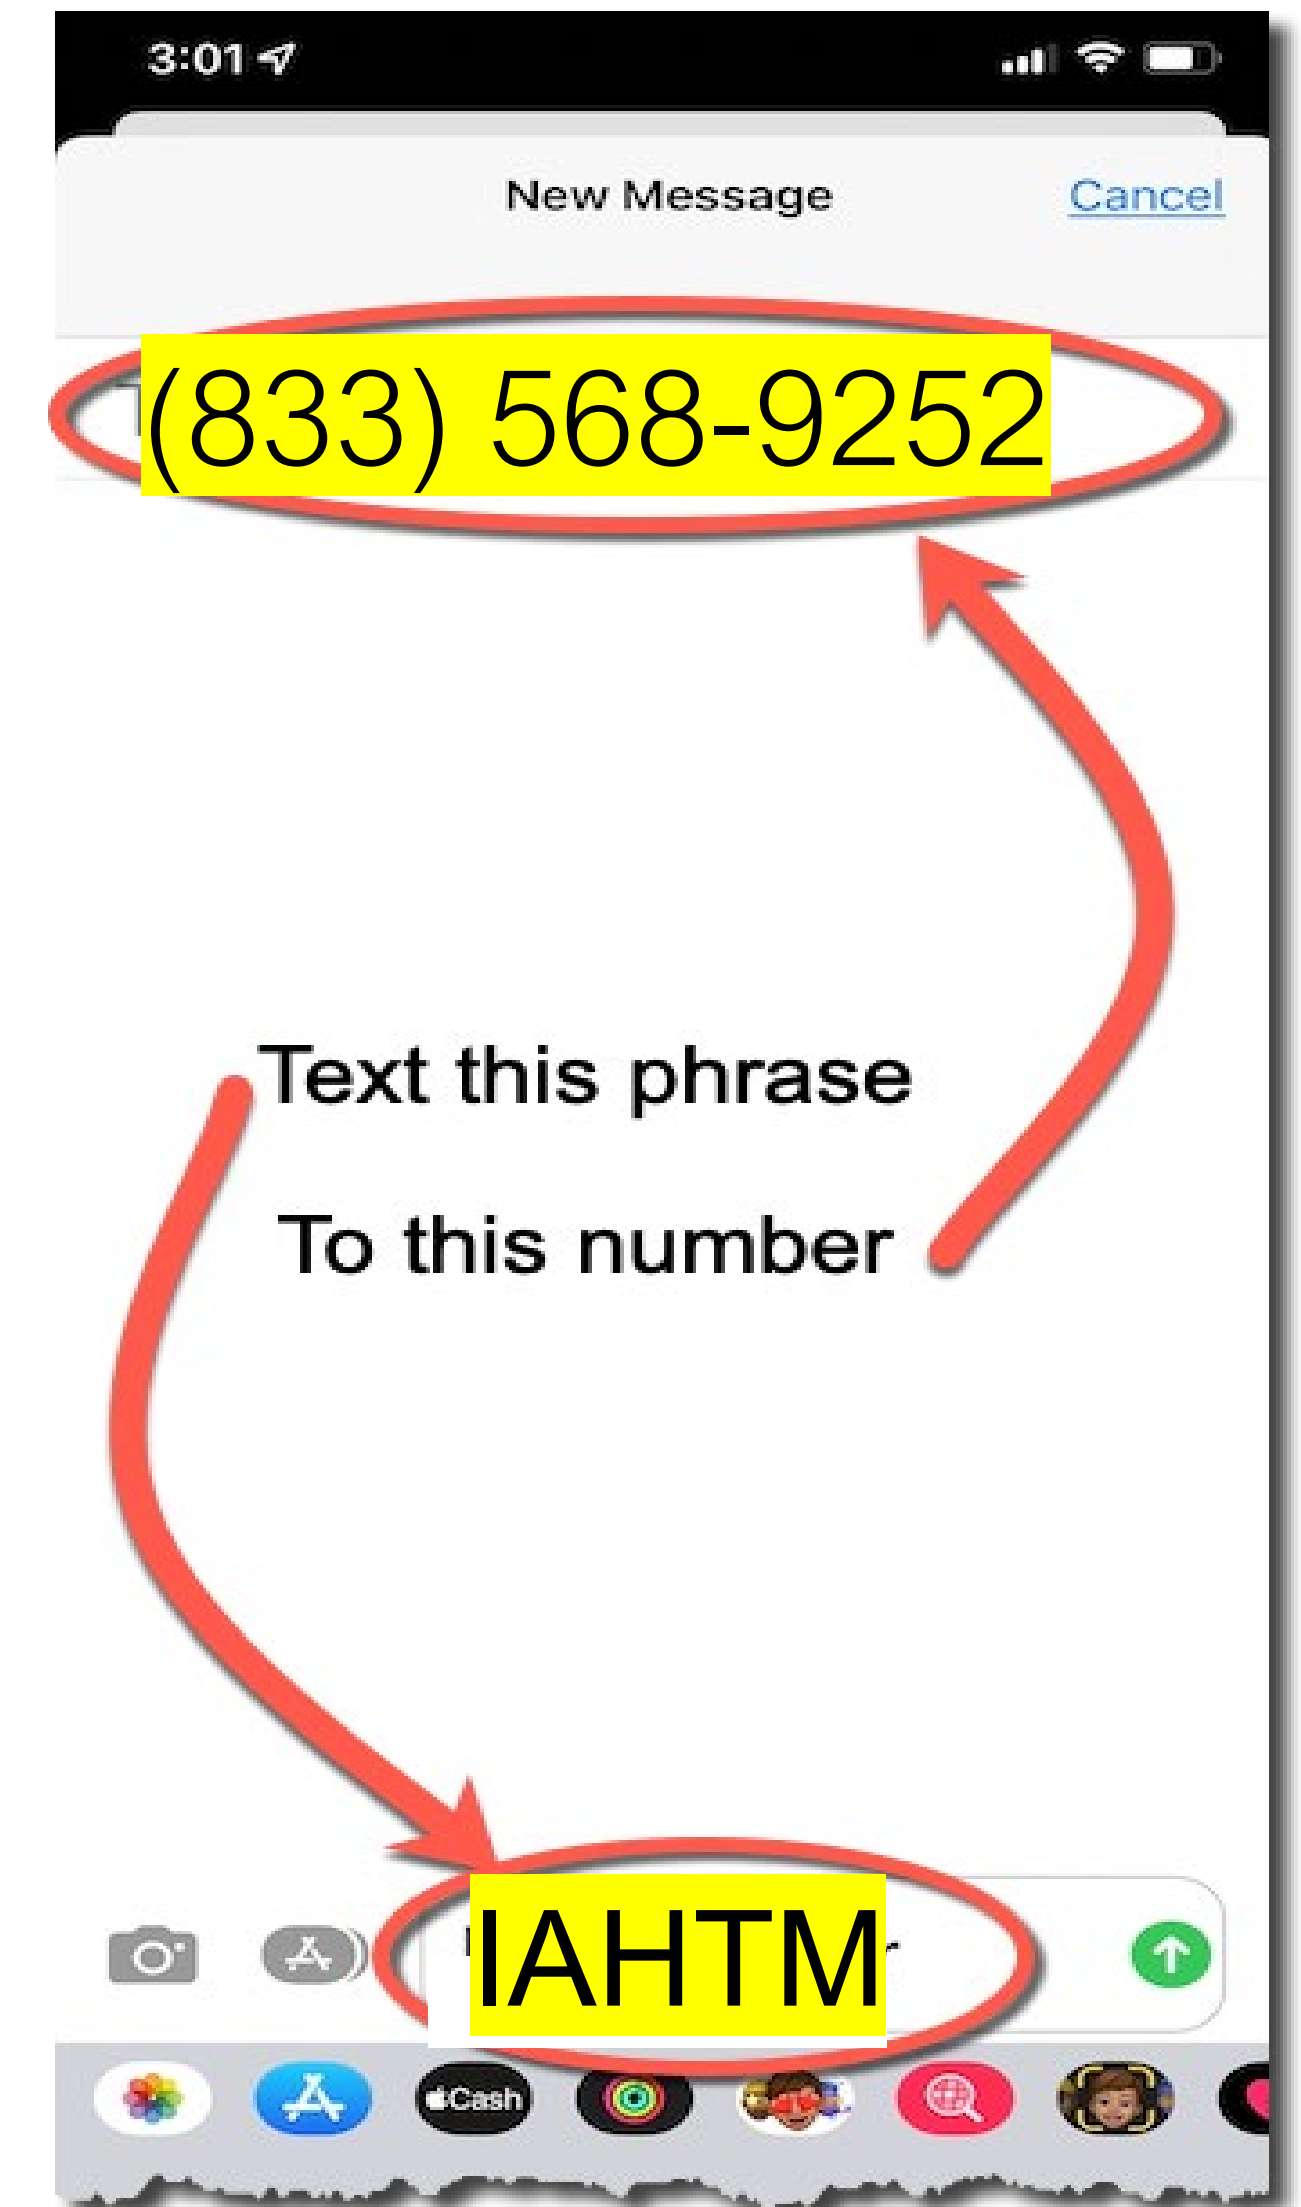 3:01
New Message
Cancel
(833) 568-9252
Text this phrase
To this number
IAHTM
Cash